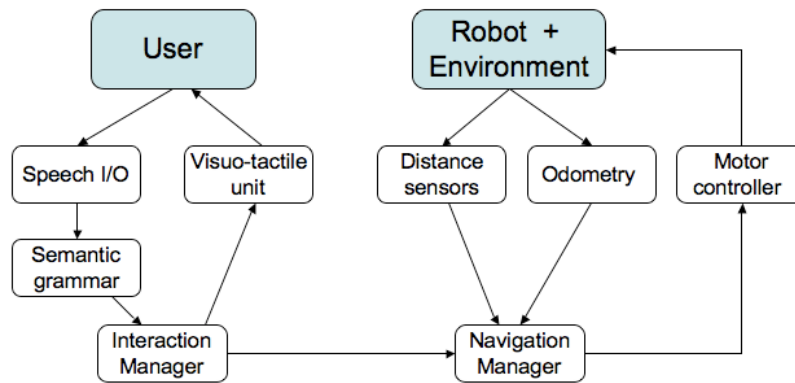 User
Robot +
Environment
Speech I/O
Visuo-tactile
unit
Distance
sensors
Odometry
Motor
controller
Semantic
grammar
Interaction
Manager
Navigation
Manager